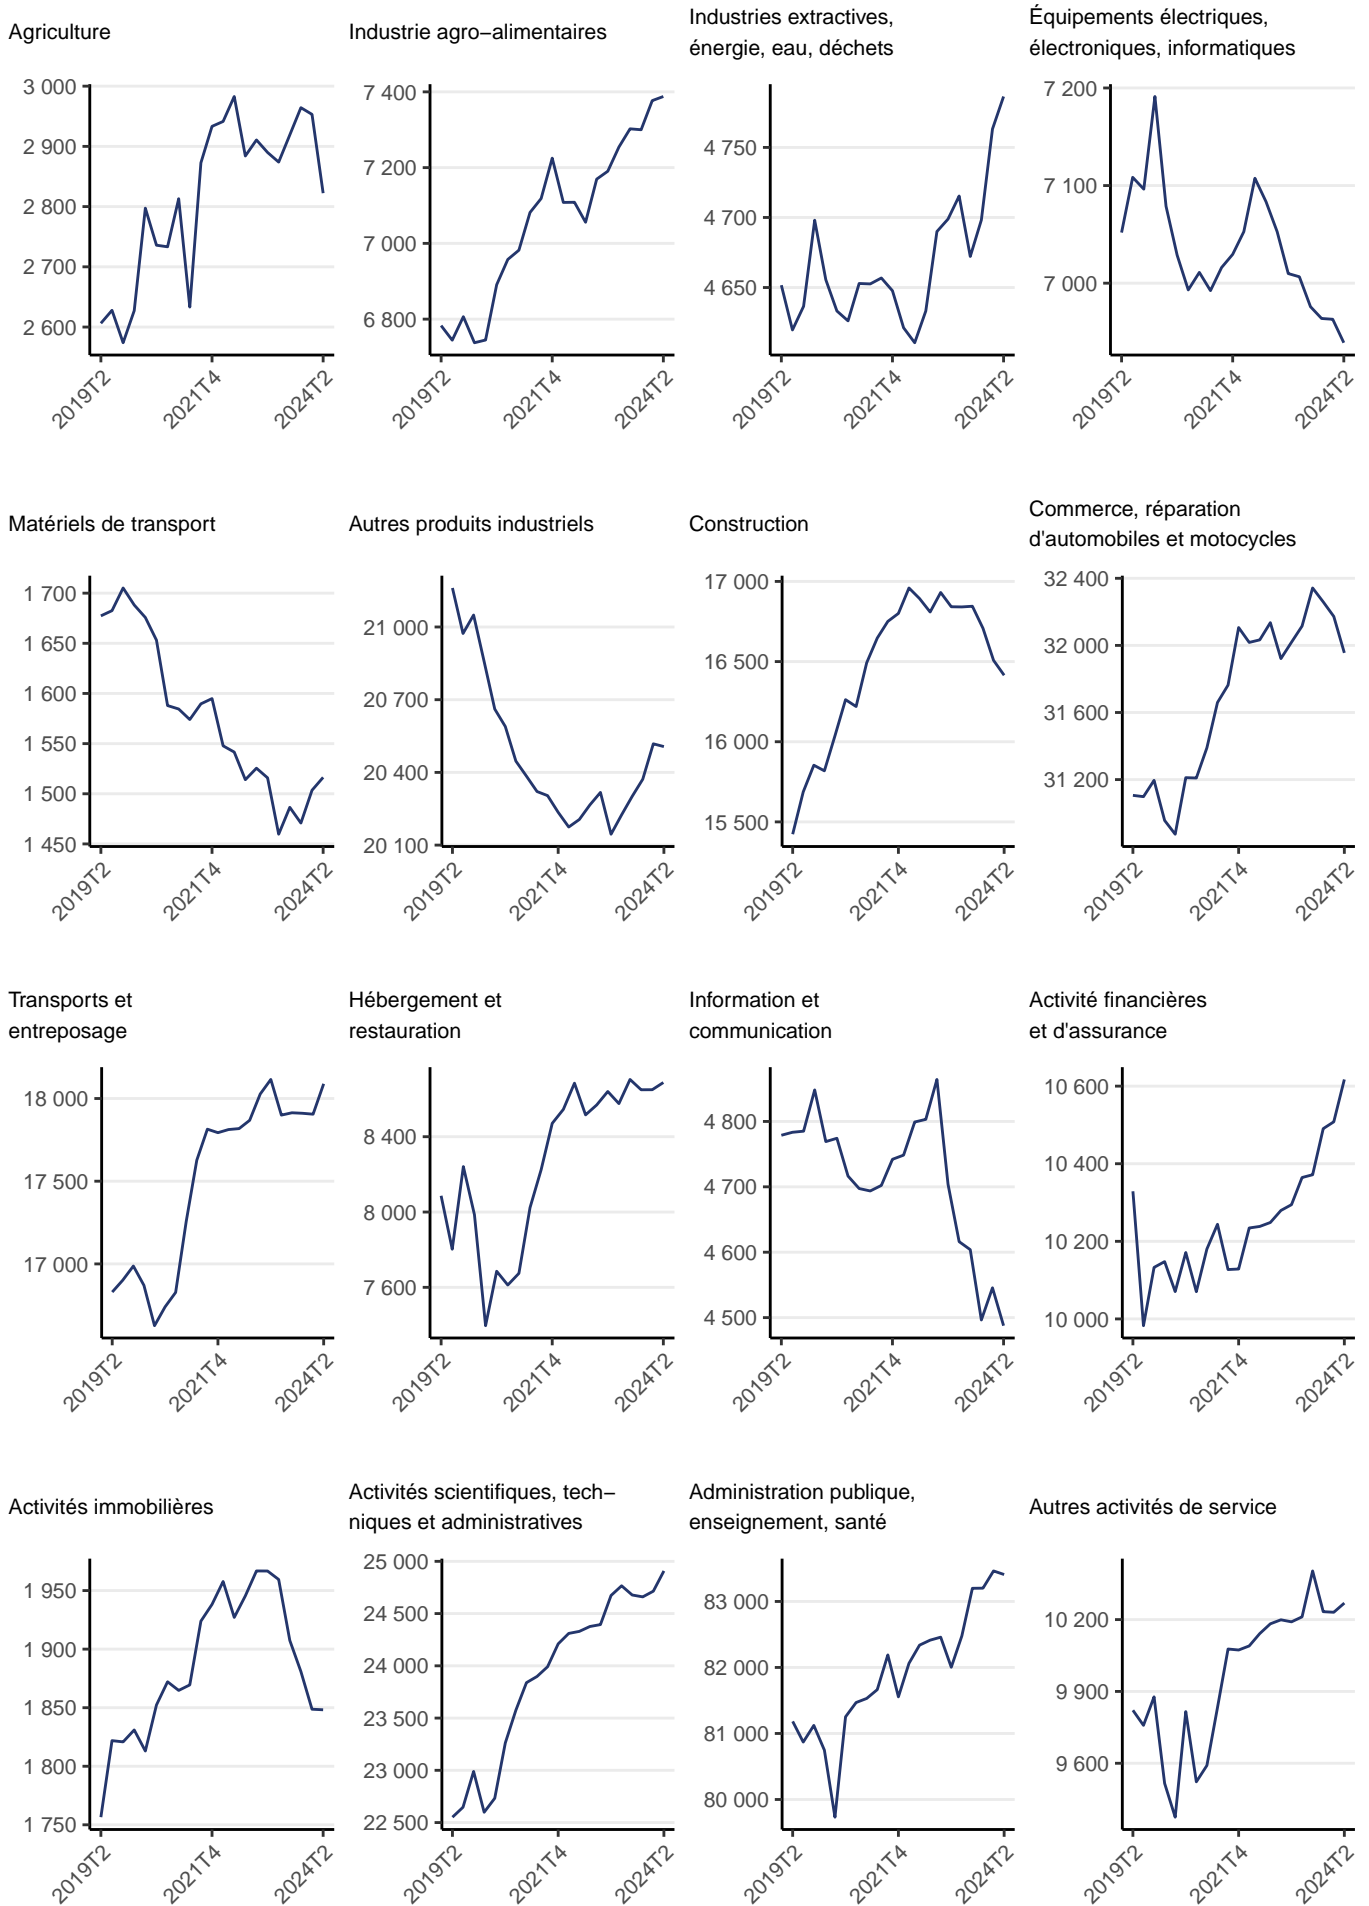 Agriculture
3 000
2 900
2 800
2 700
2 600
2019T2
2021T4
2024T2
Industrie agro−alimentaires
7 400
7 200
7 000
6 800
2019T2
2021T4
2024T2
Industries extractives,
énergie, eau, déchets
4 750
4 700
4 650
2019T2
2021T4
2024T2
Équipements électriques,
électroniques, informatiques
7 200
7 100
7 000
2019T2
2021T4
2024T2
Matériels de transport
1 700
1 650
1 600
1 550
1 500
1 450
2019T2
2021T4
2024T2
Autres produits industriels
21 000
20 700
20 400
20 100
2019T2
2021T4
2024T2
Construction
17 000
16 500
16 000
15 500
2019T2
2021T4
2024T2
Commerce, réparation
d'automobiles et motocycles
32 400
32 000
31 600
31 200
2019T2
2021T4
2024T2
Transports et
entreposage
18 000
17 500
17 000
2019T2
2021T4
2024T2
Hébergement et
restauration
8 400
8 000
7 600
2019T2
2021T4
2024T2
Information et
communication
4 800
4 700
4 600
4 500
2019T2
2021T4
2024T2
Activité financières
et d'assurance
10 600
10 400
10 200
10 000
2019T2
2021T4
2024T2
Activités immobilières
1 950
1 900
1 850
1 800
1 750
2019T2
2021T4
2024T2
Activités scientifiques, tech−
niques et administratives
25 000
24 500
24 000
23 500
23 000
22 500
2019T2
2021T4
2024T2
Administration publique,
enseignement, santé
83 000
82 000
81 000
80 000
2019T2
2021T4
2024T2
Autres activités de service
10 200
9 900
9 600
2019T2
2021T4
2024T2